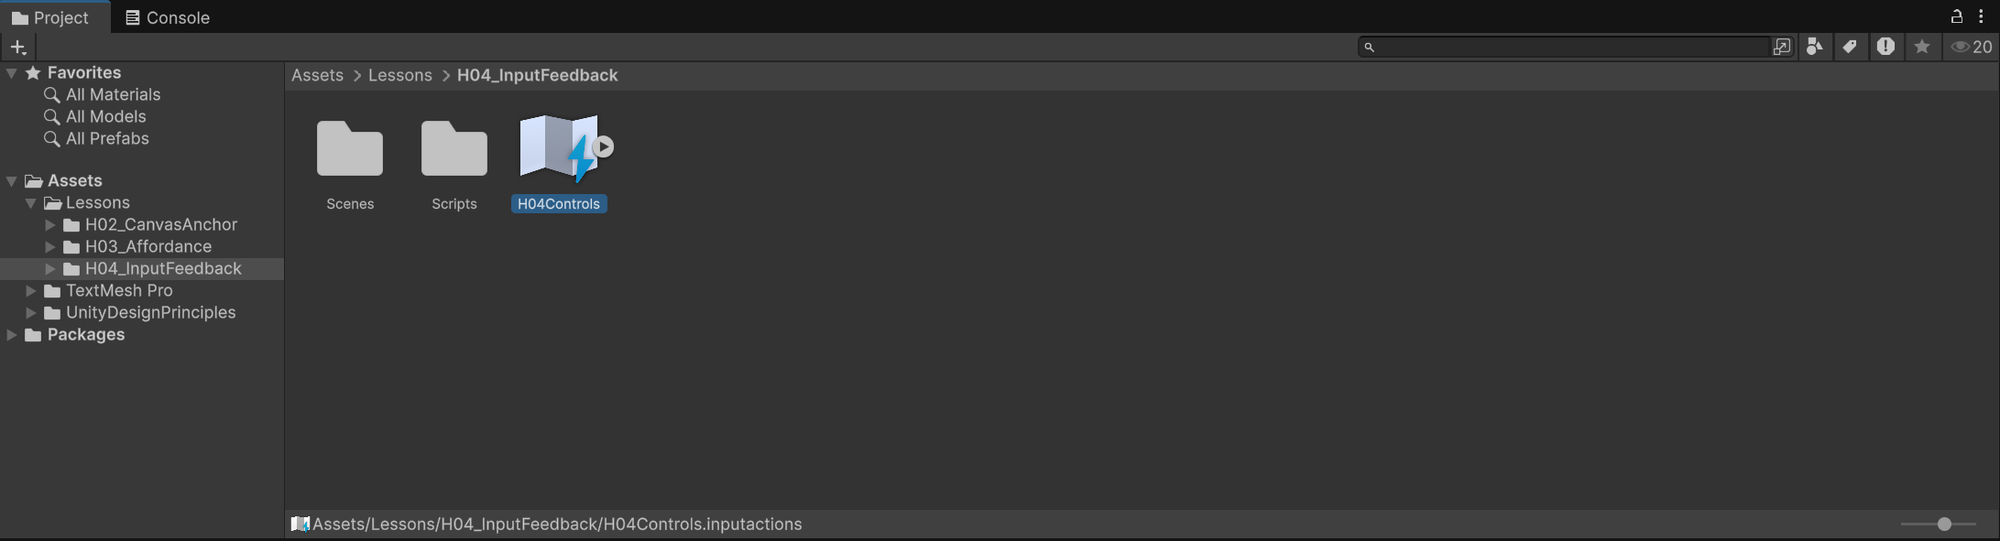 Project
Console
20
Favorites
All Materials
All Models
All Prefabs
Assets
Lessons
H02_CanvasAnchor
H03_Affordance
H04_InputFeedback
TextMesh Pro
UnityDesignPrinciples
Packages
Assets > Lessons > H04_InputFeedback
Scenes
Scripts
H04Controls
Assets/Lessons/H04_InputFeedback/H04Controls.inputactions